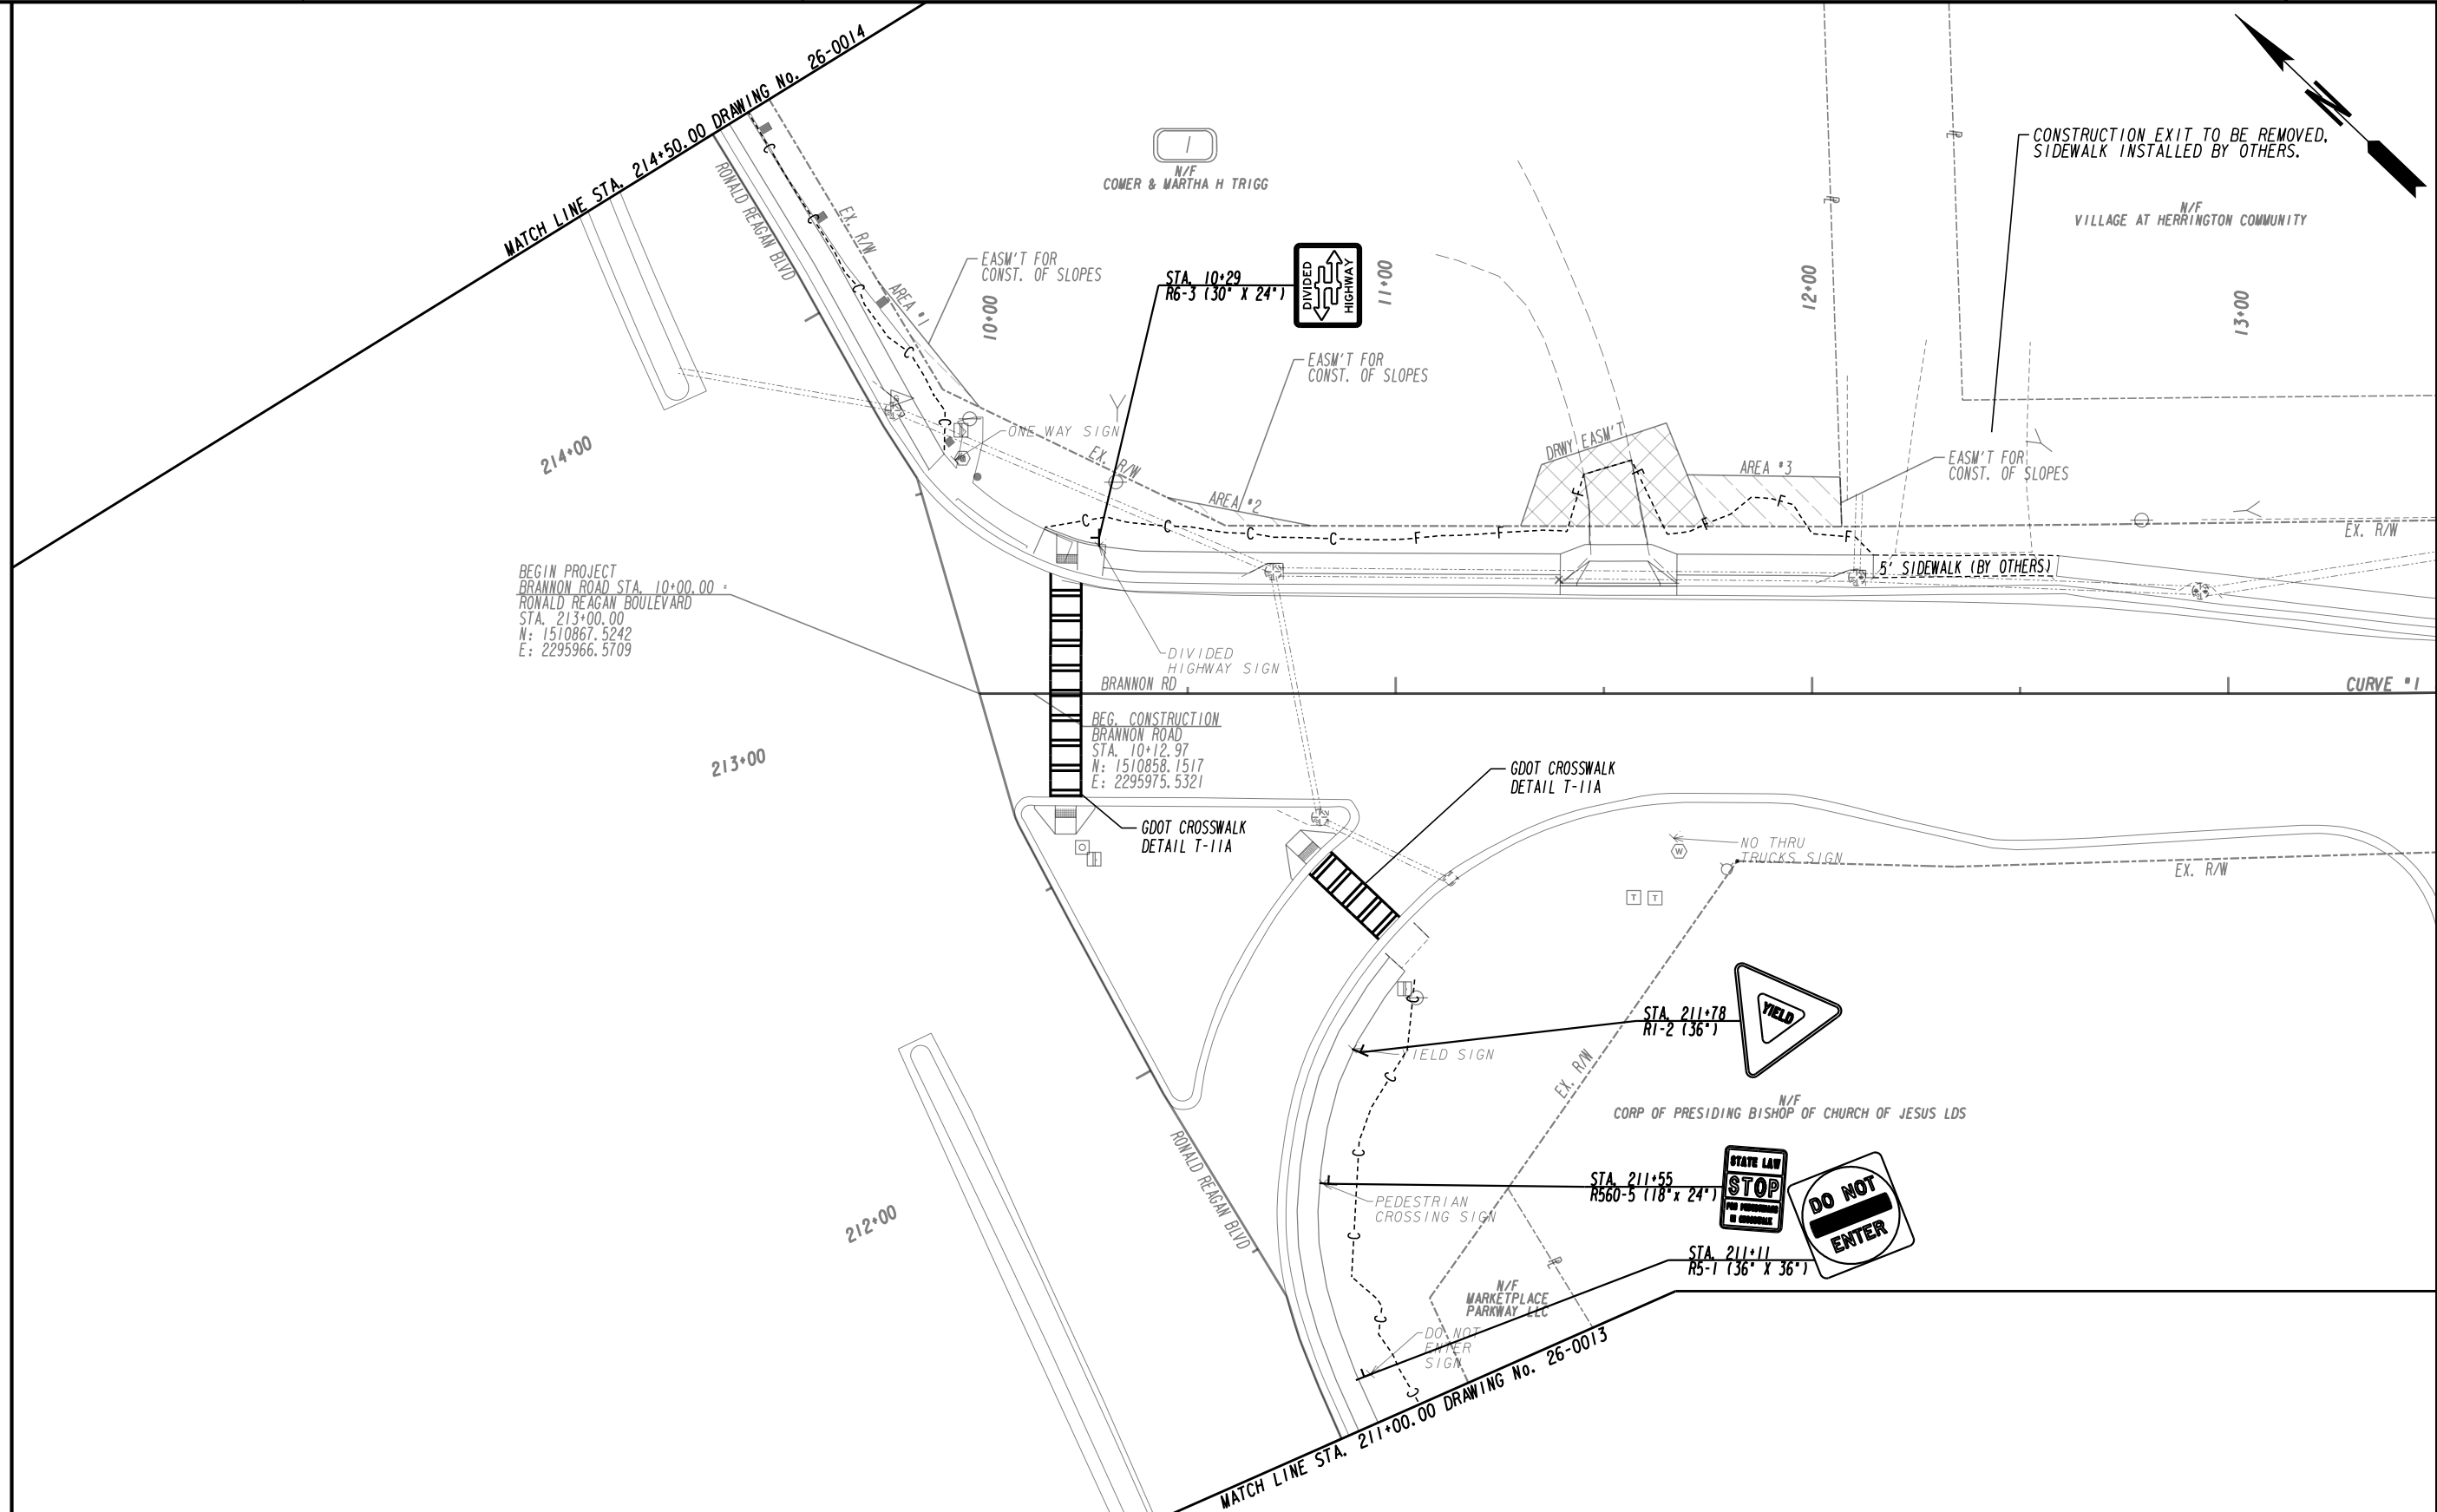 MATCH LINE STA. 214+50.00 DRAWING No. 26-0014
RONALD REAGAN BLVD
EX. R/W
AREA #1
EASM'T FOR
CONST. OF SLOPES
10+00
1
N/F
COMER & MARTHA H TRIGG
STA. 10+29
R6-3 (30" X 24")
DIVIDED
HIGHWAY
11+00
EASM'T FOR
CONST. OF SLOPES
12+00
CONSTRUCTION EXIT TO BE REMOVED,
SIDEWALK INSTALLED BY OTHERS.
N/F
VILLAGE AT HERRINGTON COMMUNITY
13+00
N
214+00
ONE WAY SIGN
EX. R/W
AREA #2
DRWY EASM'T
AREA #3
EASM'T FOR
CONST. OF SLOPES
EX. R/W
5' SIDEWALK (BY OTHERS)
BEGIN PROJECT
BRANNON ROAD STA. 10+00.00 =
RONALD REAGAN BOULEVARD
STA. 213+00.00
N: 1510867.5242
E: 2295966.5709
DIVIDED
HIGHWAY SIGN
BRANNON RD
CURVE #1
BEG. CONSTRUCTION
BRANNON ROAD
STA. 10+12.97
N: 1510858.1517
E: 2295975.5321
213+00
GDOT CROSSWALK
DETAIL T-11A
GDOT CROSSWALK
DETAIL T-11A
NO THRU
TRUCKS SIGN
W
T T
EX. R/W
STA. 211+78
R1-2 (36")
YIELD
YIELD SIGN
EX. R/W
N/F
CORP OF PRESIDING BISHOP OF CHURCH OF JESUS LDS
RONALD REAGAN BLVD
212+00
STA. 211+55
R560-5 (18"x 24")
STATE LAW
STOP
FOR PEDESTRIANS
IN CROSSWALK
DO NOT
ENTER
PEDESTRIAN
CROSSING SIGN
STA. 211+11
R5-1 (36" X 36")
N/F
MARKETPLACE
PARKWAY LLC
DO NOT
ENTER
SIGN
MATCH LINE STA. 211+00.00 DRAWING No. 26-0013